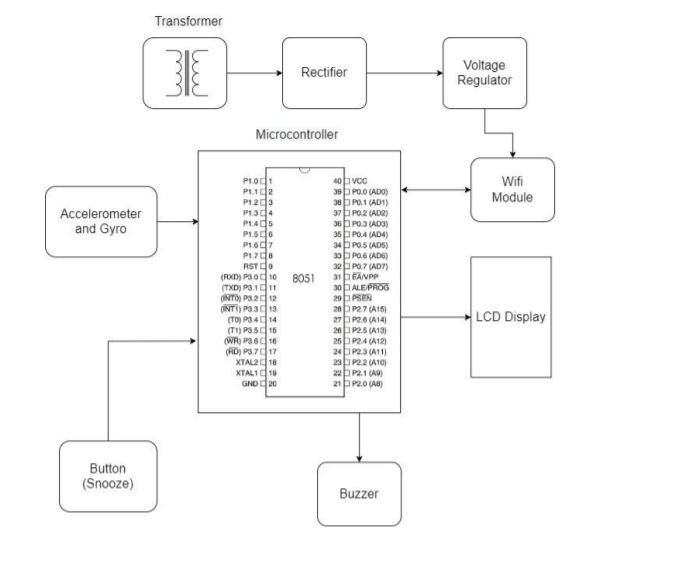 Transformer
Rectifier
Voltage
Regulator
Microcontroller
Wifi
Module
Accelerometer
and Gyro
8051
P1.0 1 40 VCC
P1.1 2 39 P0.0 (AD0)
P1.2 3 38 P0.1 (AD1)
P1.3 4 37 P0.2 (AD2)
P1.4 5 36 P0.3 (AD3)
P1.5 6 35 P0.4 (AD4)
P1.6 7 34 P0.5 (AD5)
P1.7 8 33 P0.6 (AD6)
RST 9 32 P0.7 (AD7)
(RXD) P3.0 10 31 EA/VPP
(TXD) P3.1 11 30 ALE/PROG
(INT0) P3.2 12 29 PSEN
(INT1) P3.3 13 28 P2.7 (A15)
(T0) P3.4 14 27 P2.6 (A14)
(T1) P3.5 15 26 P2.5 (A13)
(WR) P3.6 16 25 P2.4 (A12)
(RD) P3.7 17 24 P2.3 (A11)
XTAL2 18 23 P2.2 (A10)
XTAL1 19 22 P2.1 (A9)
GND 20 21 P2.0 (A8)
LCD Display
Button
(Snooze)
Buzzer